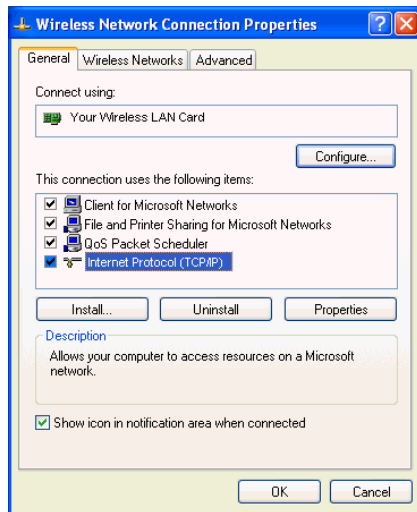 Wireless Network Connection Properties
General Wireless Networks Advanced
Connect using:
Your Wireless LAN Card
Configure...
This connection uses the following items:
Client for Microsoft Networks
File and Printer Sharing for Microsoft Networks
QoS Packet Scheduler
Internet Protocol (TCP/IP)
Install... Uninstall Properties
Description
Allows your computer to access resources on a Microsoft
network.
Show icon in notification area when connected
OK Cancel